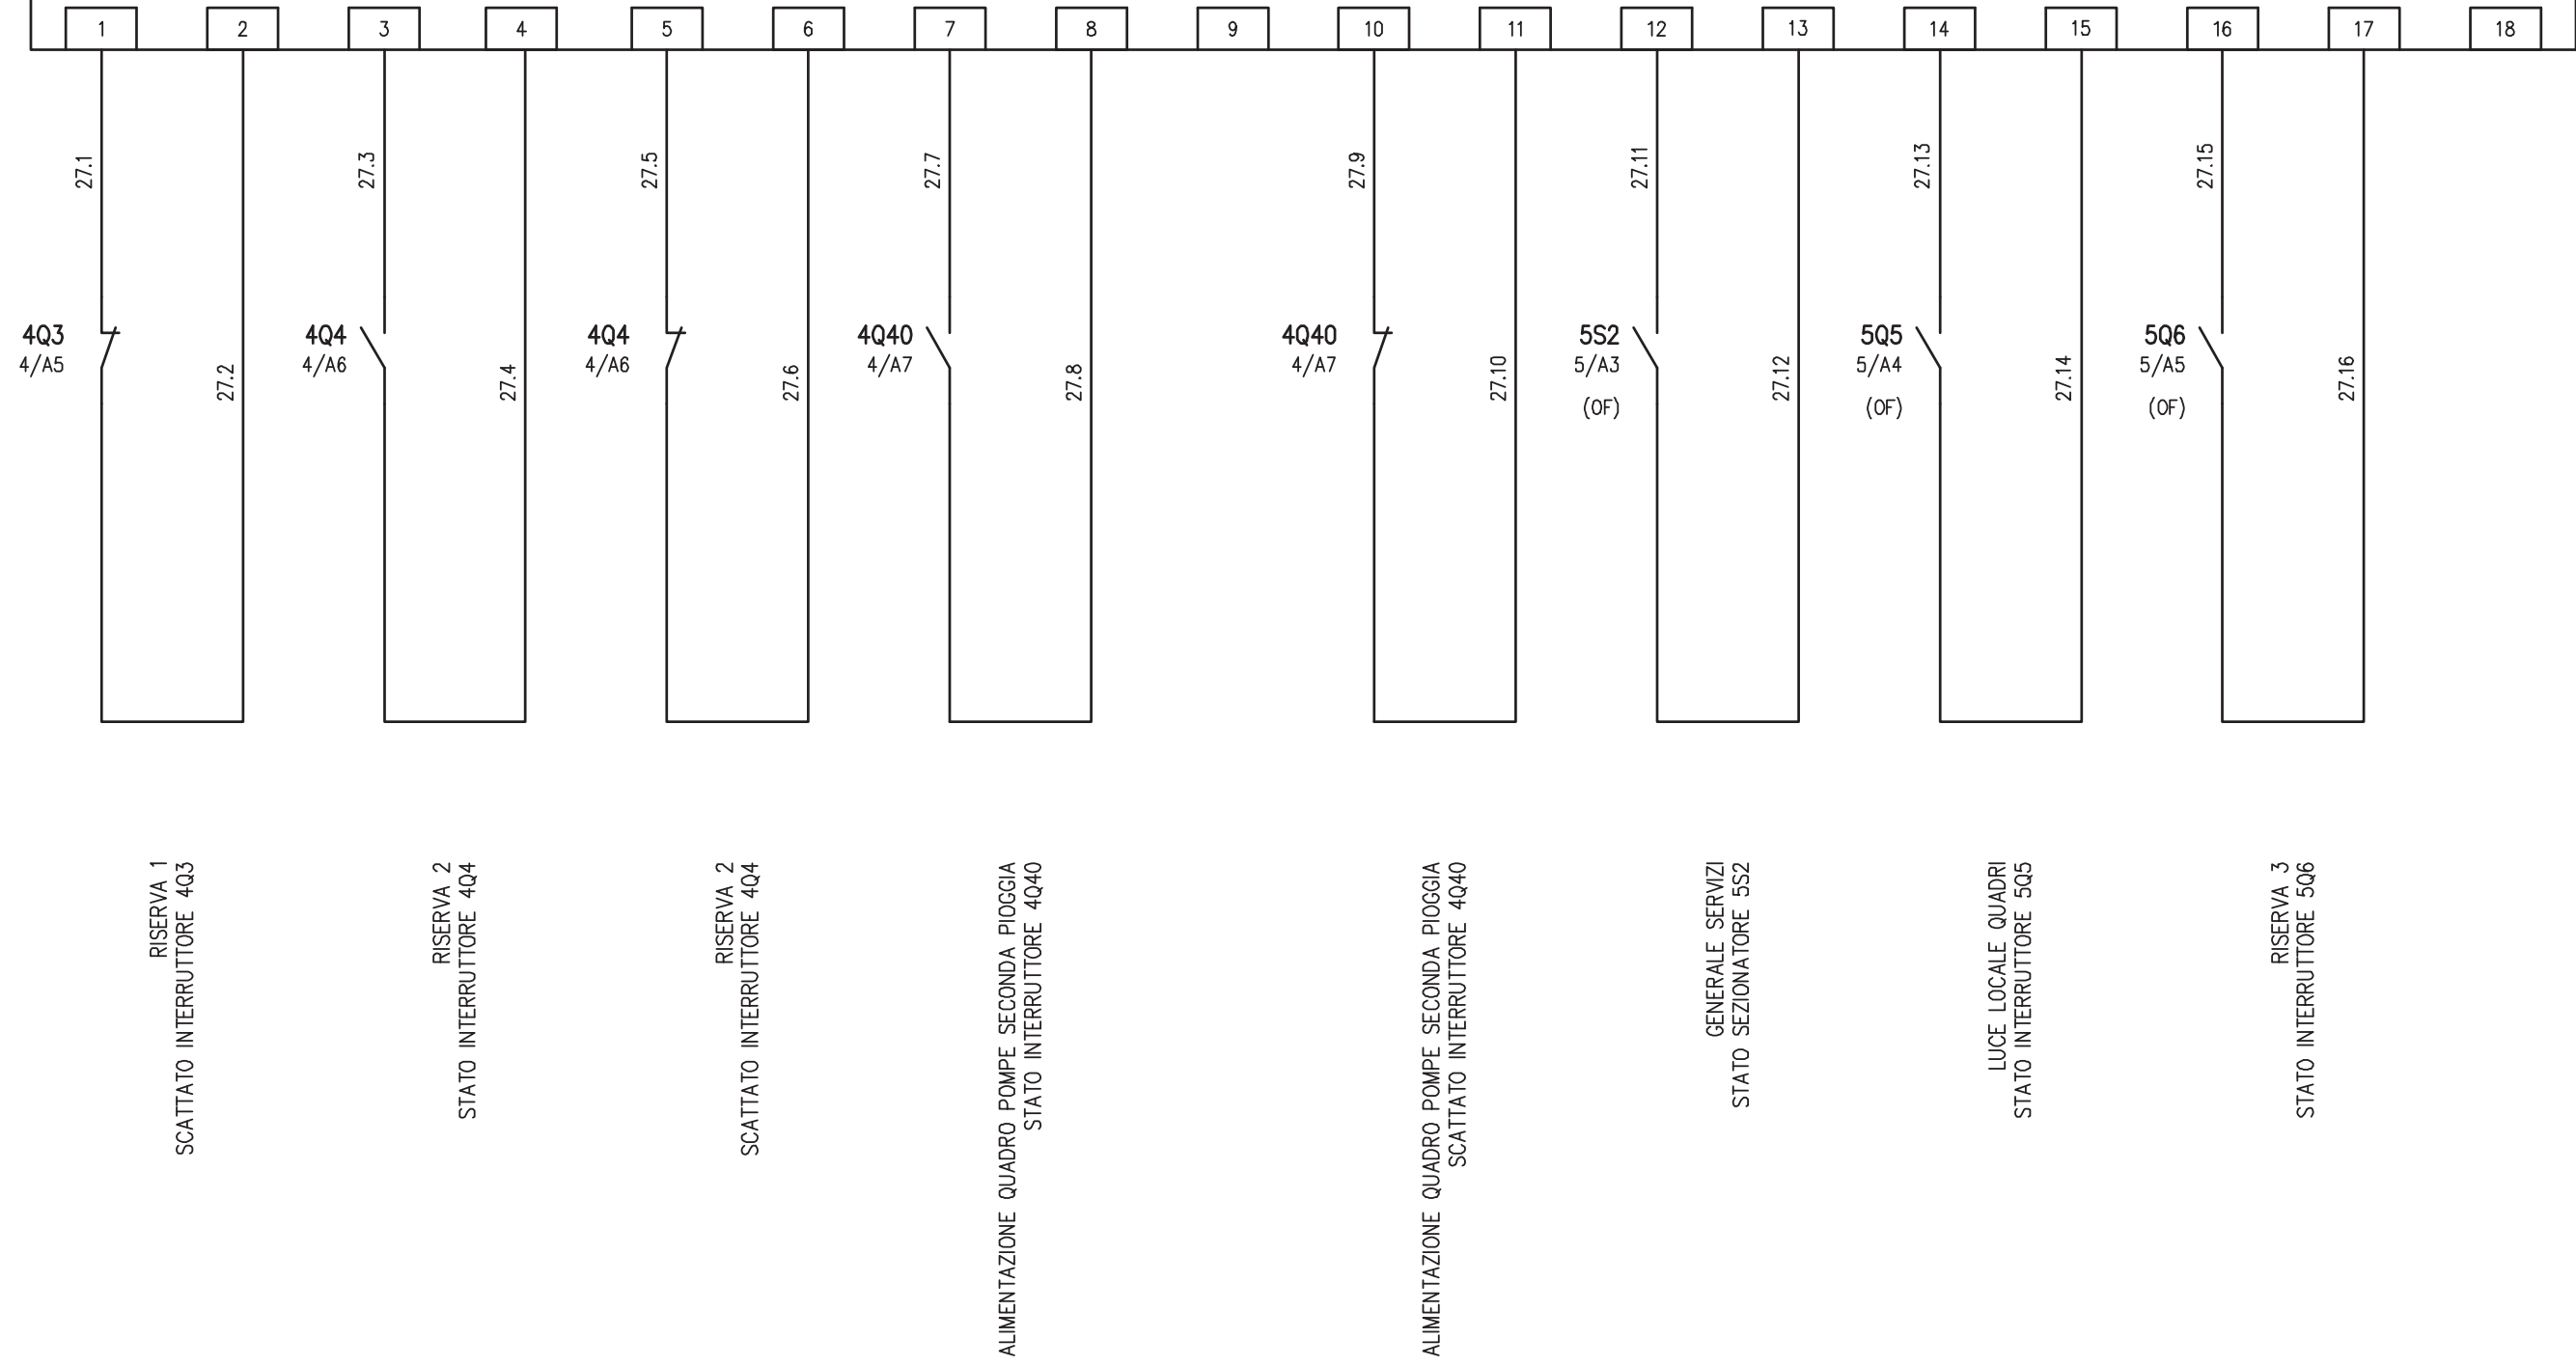 1 2 3 4 5 6 7 8 9 10 11 12 13 14 15 16 17 18
27.1
27.2
27.3
27.4
27.5
27.6
27.7
27.8
27.9
27.10
27.11
27.12
27.13
27.14
27.15
27.16
4Q3
4/A5
4Q4
4/A6
4Q4
4/A6
4Q40
4/A7
4Q40
4/A7
5S2
5/A3
(OF)
5Q5
5/A4
(OF)
5Q6
5/A5
(OF)
RISERVA 1
SCATTATO INTERRUTTORE 4Q3
RISERVA 2
STATO INTERRUTTORE 4Q4
RISERVA 2
SCATTATO INTERRUTTORE 4Q4
ALIMENTAZIONE QUADRO POMPE SECONDA PIOGGIA
STATO INTERRUTTORE 4Q40
ALIMENTAZIONE QUADRO POMPE SECONDA PIOGGIA
SCATTATO INTERRUTTORE 4Q40
GENERALE SERVIZI
STATO SEZIONATORE 5S2
LUCE LOCALE QUADRI
STATO INTERRUTTORE 5Q5
RISERVA 3
STATO INTERRUTTORE 5Q6